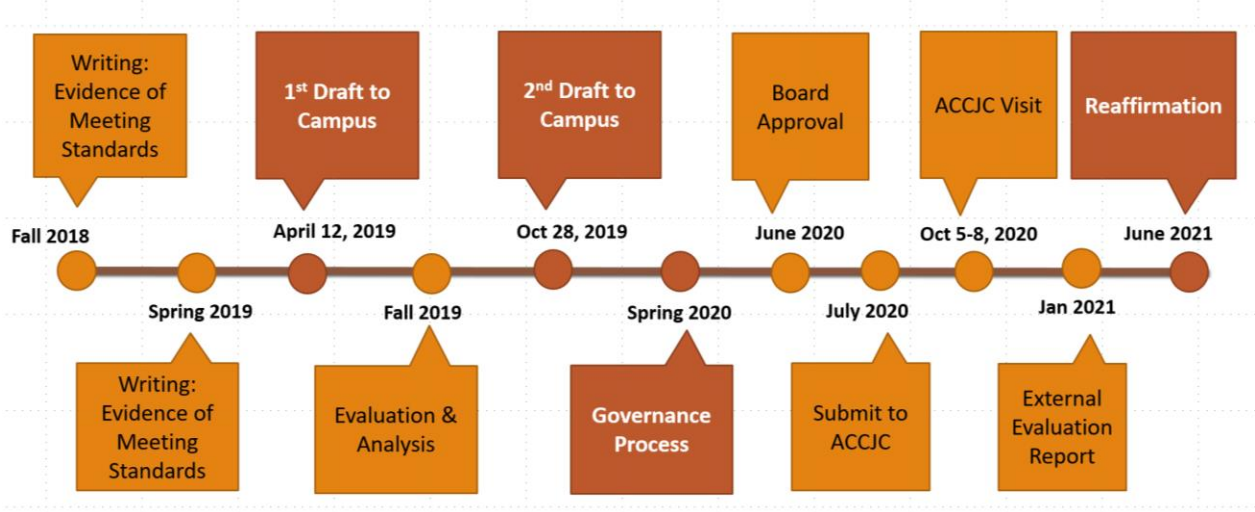 Writing:
Evidence of
Meeting
Standards
1st Draft to
Campus
2nd Draft to
Campus
Board
Approval
ACCJC Visit
Reaffirmation
Fall 2018
April 12, 2019
Oct 28, 2019
June 2020
Oct 5-8, 2020
June 2021
Spring 2019
Fall 2019
Spring 2020
July 2020
Jan 2021
Writing:
Evidence of
Meeting
Standards
Evaluation &
Analysis
Governance
Process
Submit to
ACCJC
External
Evaluation
Report